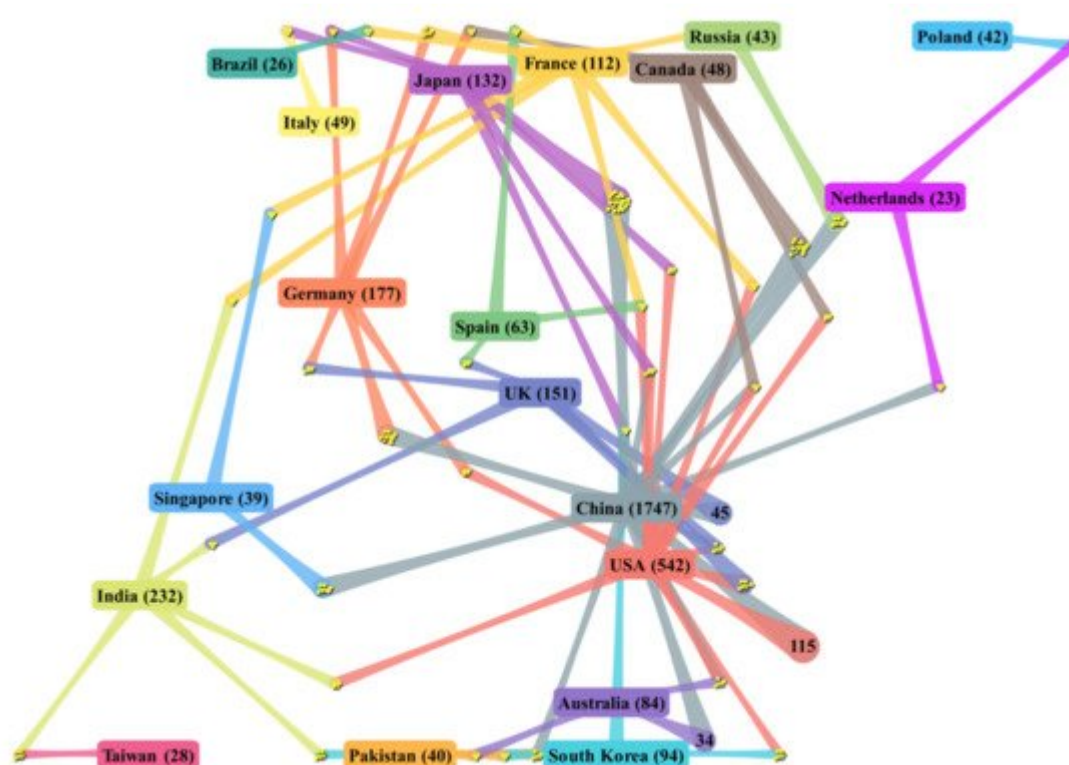 Russia (43)
Poland (42)
Brazil (26)
France (112)
Canada (48)
Japan (132)
Italy (49)
Netherlands (23)
Germany (177)
Spain (63)
UK (151)
Singapore (39)
China (1747)
45
USA (542)
India (232)
115
Australia (84)
34
Taiwan (28)
Pakistan (40)
South Korea (94)